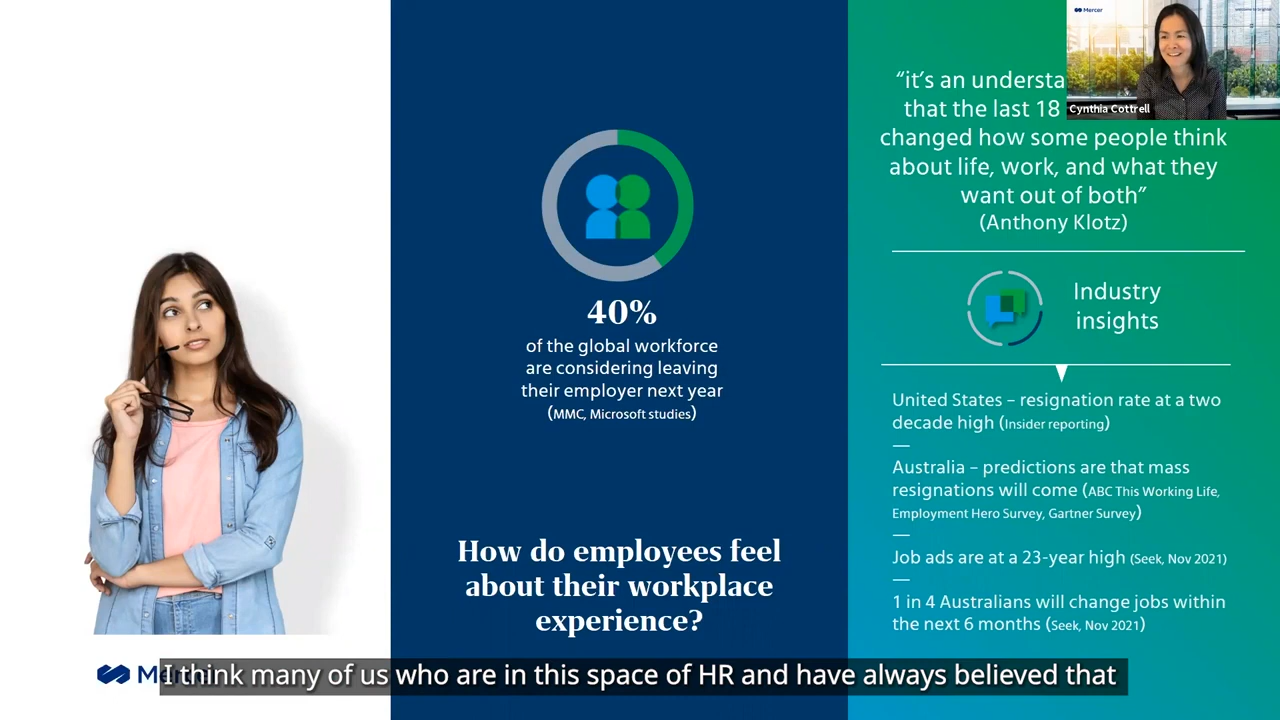 40%
of the global workforce
are considering leaving
their employer next year
(MMC, Microsoft studies)
How do employees feel
about their workplace
experience?
“it’s an
that the last 18
changed how some people think
about life, work, and what they
want out of both”
(Anthony Klotz)
Industry
insights
United States – resignation rate at a two
decade high (Insider reporting)
Australia – predictions are that mass
resignations will come (ABC This Working Life,
Employment Hero Survey, Gartner Survey)
Job ads are at a 23-year high (Seek, Nov 2021)
1 in 4 Australians will change jobs within
the next 6 months (Seek, Nov 2021)
Mercer
Cynthia Cottrell
I think many of us who are in this space of HR and have always believed that